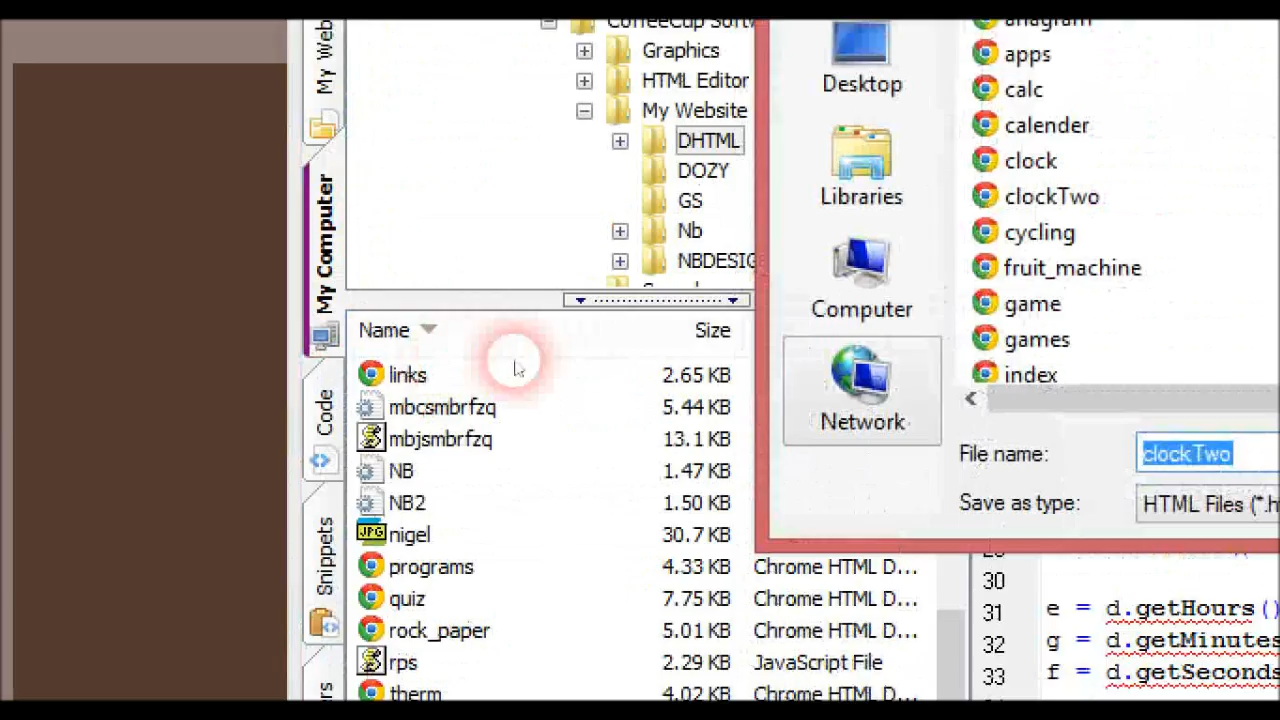 My Web
My Computer
Code
Snippets
rs
CoffeeCup Softw
Graphics
HTML Editor
My Website
DHTML
DOZY
GS
Nb
NBDESIG
Name
Size
links 2.65 KB
mbcsmbrfzq 5.44 KB
mbjsmbrfzq 13.1 KB
NB 1.47 KB
NB2 1.50 KB
JPG nigel 30.7 KB
programs 4.33 KB Chrome HTML D...
quiz 7.75 KB Chrome HTML D...
rock_paper 5.01 KB Chrome HTML D...
rps 2.29 KB JavaScript File
therm 4.02 KB Chrome HTML D...
Desktop
Libraries
Computer
Network
anagram
apps
calc
calender
clock
clockTwo
cycling
fruit_machine
game
games
index
File name: clockTwo
Save as type: HTML Files (*.h
30
31 e = d.getHours()
32 g = d.getMinutes
33 f = d.getSeconds